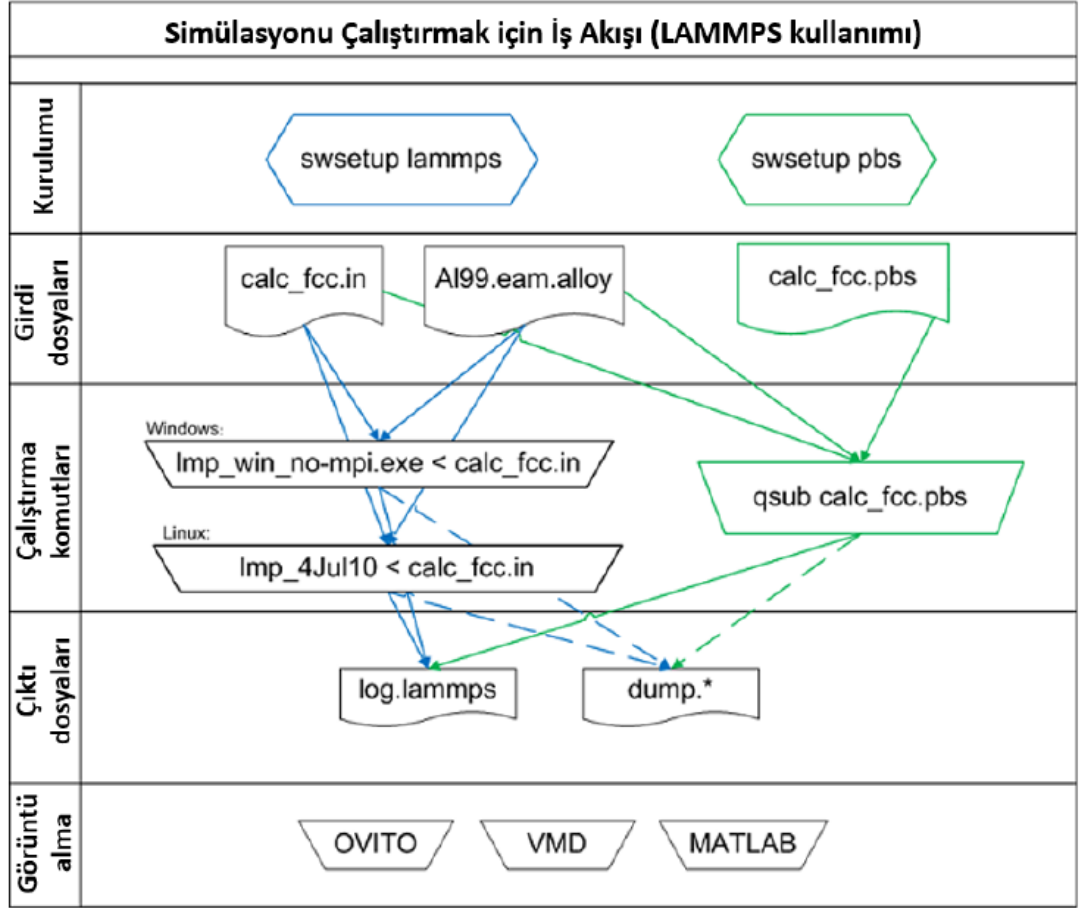 Simülasyonu Çalıştırmak için İş Akışı (LAMMPS kullanımı)
Kurulumu
swsetup lammps
swsetup pbs
Girdi
dosyaları
calc_fcc.in
Al99.eam.alloy
calc_fcc.pbs
Çalıştırma
komutları
Windows:
lmp_win_no-mpi.exe < calc_fcc.in
qsub calc_fcc.pbs
Linux:
lmp_4Jul10 < calc_fcc.in
Çıktı
dosyaları
log.lammps
dump.*
Görüntü
alma
OVITO
VMD
MATLAB